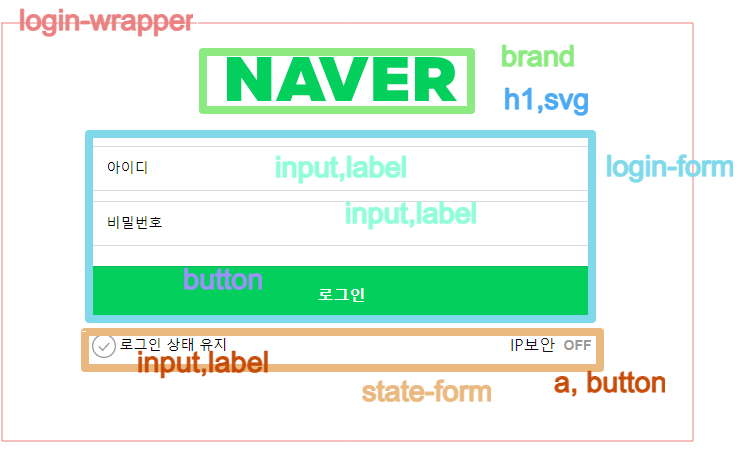 login-wrapper
NAVER
brand
h1,svg
아이디
input,label
login-form
비밀번호
input,label
button
로그인
로그인 상태 유지
IP보안 OFF
input,label
state-form
a, button